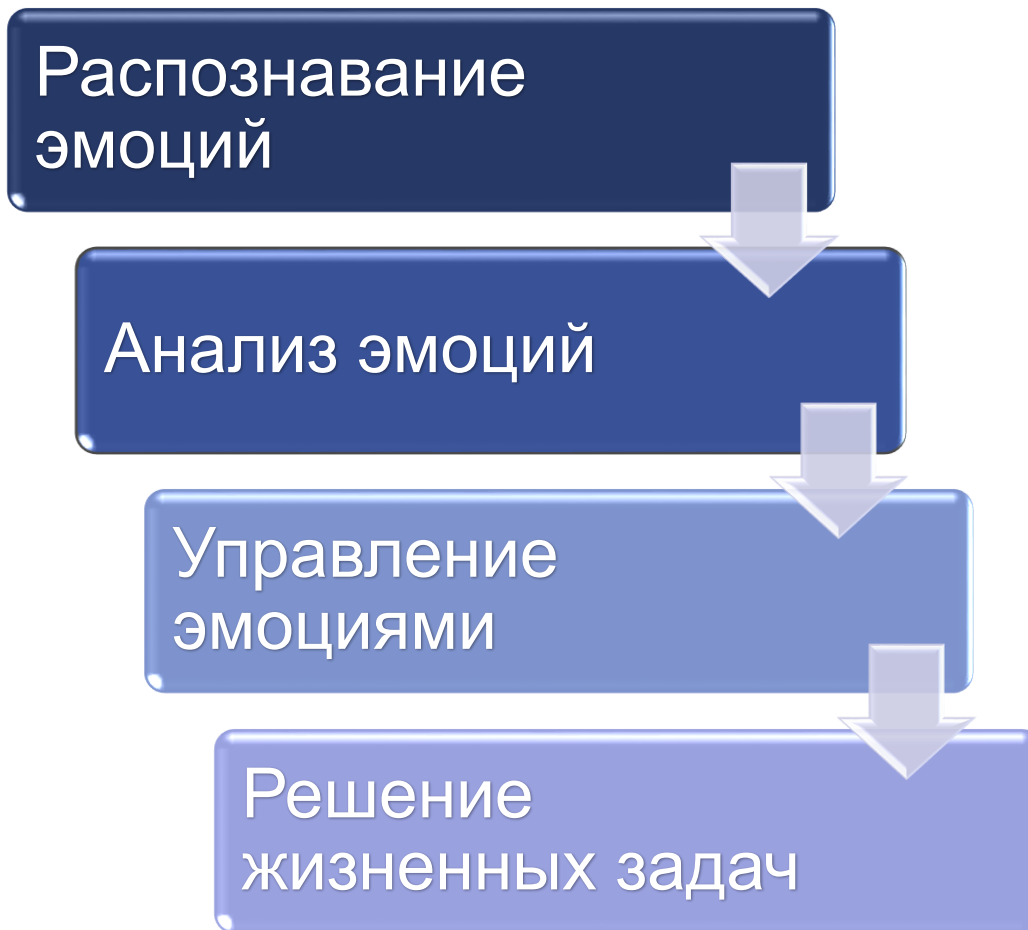 Распознавание
эмоций
Анализ эмоций
Управление
эмоциями
Решение
жизненных задач